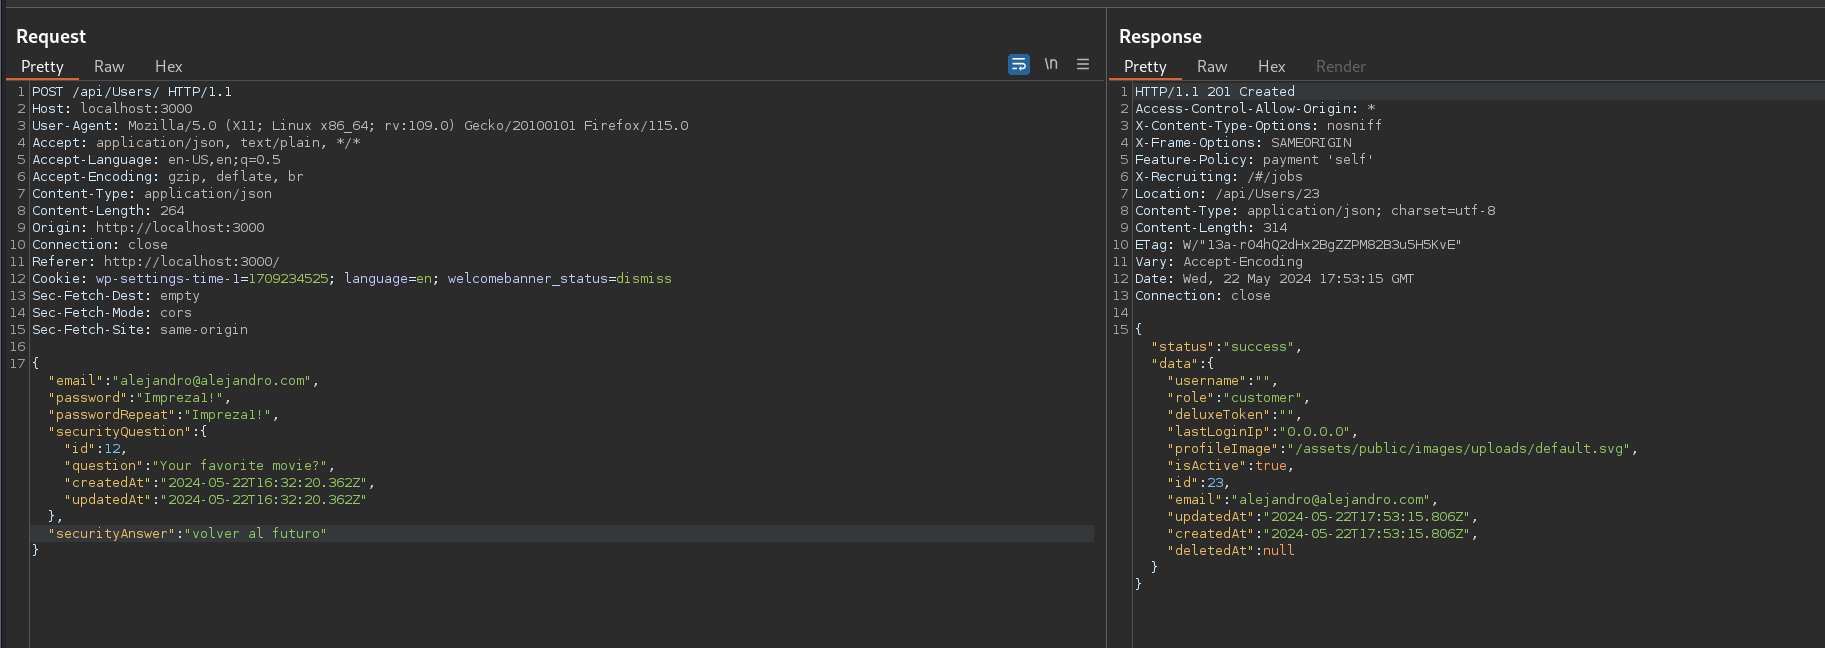 Request
Pretty Raw Hex
\n
1 POST /api/Users/ HTTP/1.1
2 Host: localhost:3000
3 User-Agent: Mozilla/5.0 (X11; Linux x86_64; rv:109.0) Gecko/20100101 Firefox/115.0
4 Accept: application/json, text/plain, */*
5 Accept-Language: en-US,en;q=0.5
6 Accept-Encoding: gzip, deflate, br
7 Content-Type: application/json
8 Content-Length: 264
9 Origin: http://localhost:3000
10 Connection: close
11 Referer: http://localhost:3000/
12 Cookie: wp-settings-time-1=1709234525; language=en; welcomebanner_status=dismiss
13 Sec-Fetch-Dest: empty
14 Sec-Fetch-Mode: cors
15 Sec-Fetch-Site: same-origin
16
17 {
"email":"alejandro@alejandro.com",
"password":"Impreza1!",
"passwordRepeat":"Impreza1!",
"securityQuestion":{
"id":12,
"question":"Your favorite movie?",
"createdAt":"2024-05-22T16:32:20.362Z",
"updatedAt":"2024-05-22T16:32:20.362Z"
},
"securityAnswer":"volver al futuro"
}
Response
Pretty Raw Hex Render
1 HTTP/1.1 201 Created
2 Access-Control-Allow-Origin: *
3 X-Content-Type-Options: nosniff
4 X-Frame-Options: SAMEORIGIN
5 Feature-Policy: payment 'self'
6 X-Recruiting: /#/jobs
7 Location: /api/Users/23
8 Content-Type: application/json; charset=utf-8
9 Content-Length: 314
10 ETag: W/"13a-r04hQ2dHx2BgZZPM82B3u5H5KvE"
11 Vary: Accept-Encoding
12 Date: Wed, 22 May 2024 17:53:15 GMT
13 Connection: close
14
15 {
"status":"success",
"data":{
"username":"",
"role":"customer",
"deluxeToken":"",
"lastLoginIp":"0.0.0.0",
"profileImage":"/assets/public/images/uploads/default.svg",
"isActive":true,
"id":23,
"email":"alejandro@alejandro.com",
"updatedAt":"2024-05-22T17:53:15.806Z",
"createdAt":"2024-05-22T17:53:15.806Z",
"deletedAt":null
}
}